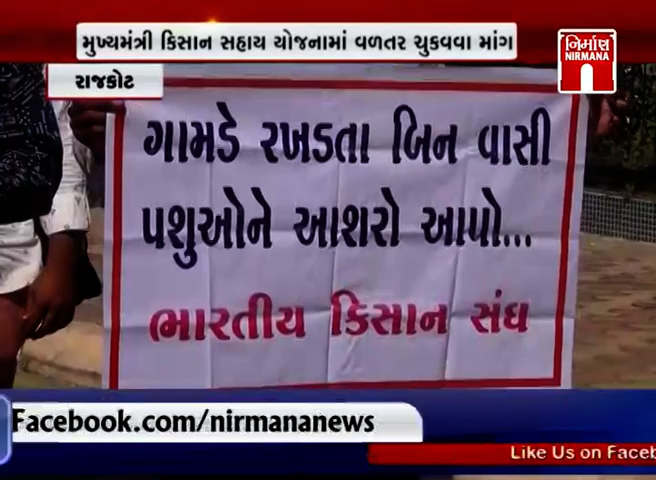 મુખ્યમંત્રી કિસાન સહાય યોજનામાં વળતર ચુકવવા માંગ
નિર્માણ
NIRMANA
રાજકોટ
ગામડે રખડતા બિન વાસી
પશુઓને આશરો આપો...
ભારતીય કિસાન સંઘ
Facebook.com/nirmananews
Like Us on Faceb